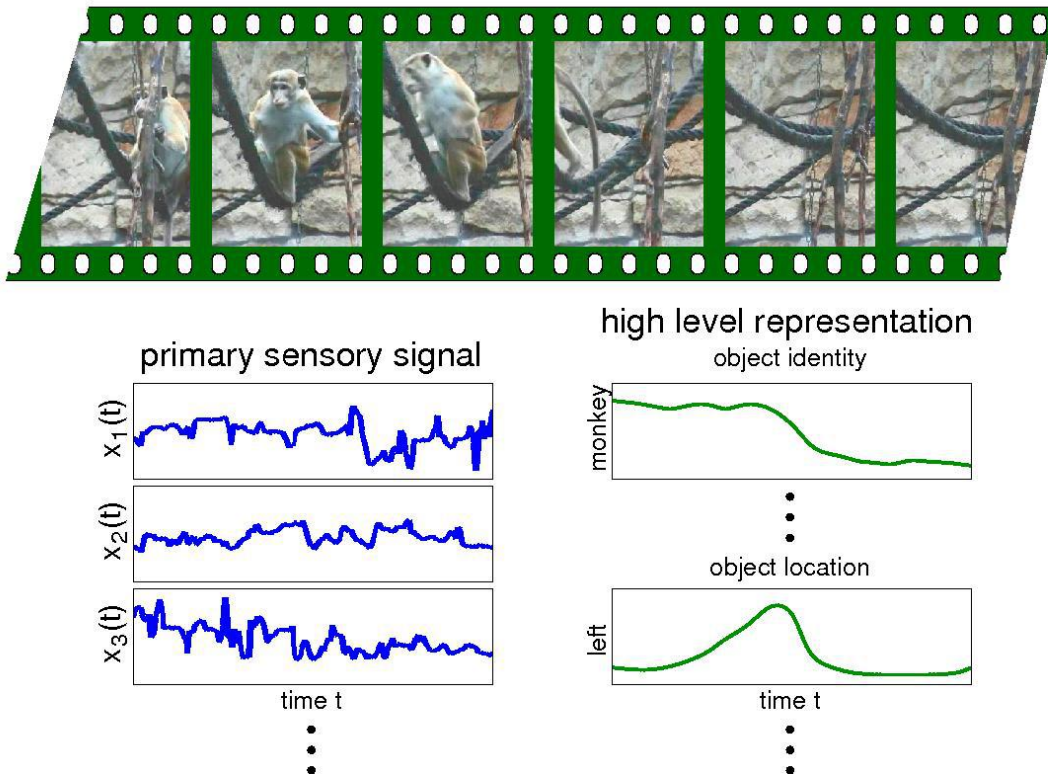 primary sensory signal
x₁(t)
x₂(t)
x₃(t)
time t
high level representation
object identity
monkey
object location
left
time t